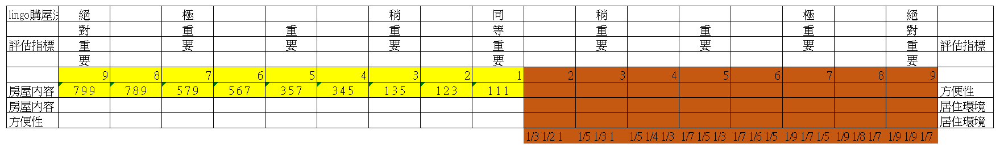 lingo購屋決 絕 極 稍 同 稍 極 絕
對 重 重 重 等 重 重 重 對
評估指標 重 要 要 要 重 要 要 要 重 評估指標
要 要 要
9 8 7 6 5 4 3 2 1 2 3 4 5 6 7 8 9
房屋內容 799 789 579 567 357 345 135 123 111 方便性
房屋內容 居住環境
方便性 居住環境
1/3 1/2 1 1/5 1/3 1 1/5 1/4 1/3 1/7 1/5 1/3 1/7 1/6 1/5 1/9 1/7 1/5 1/9 1/8 1/7 1/9 1/9 1/7